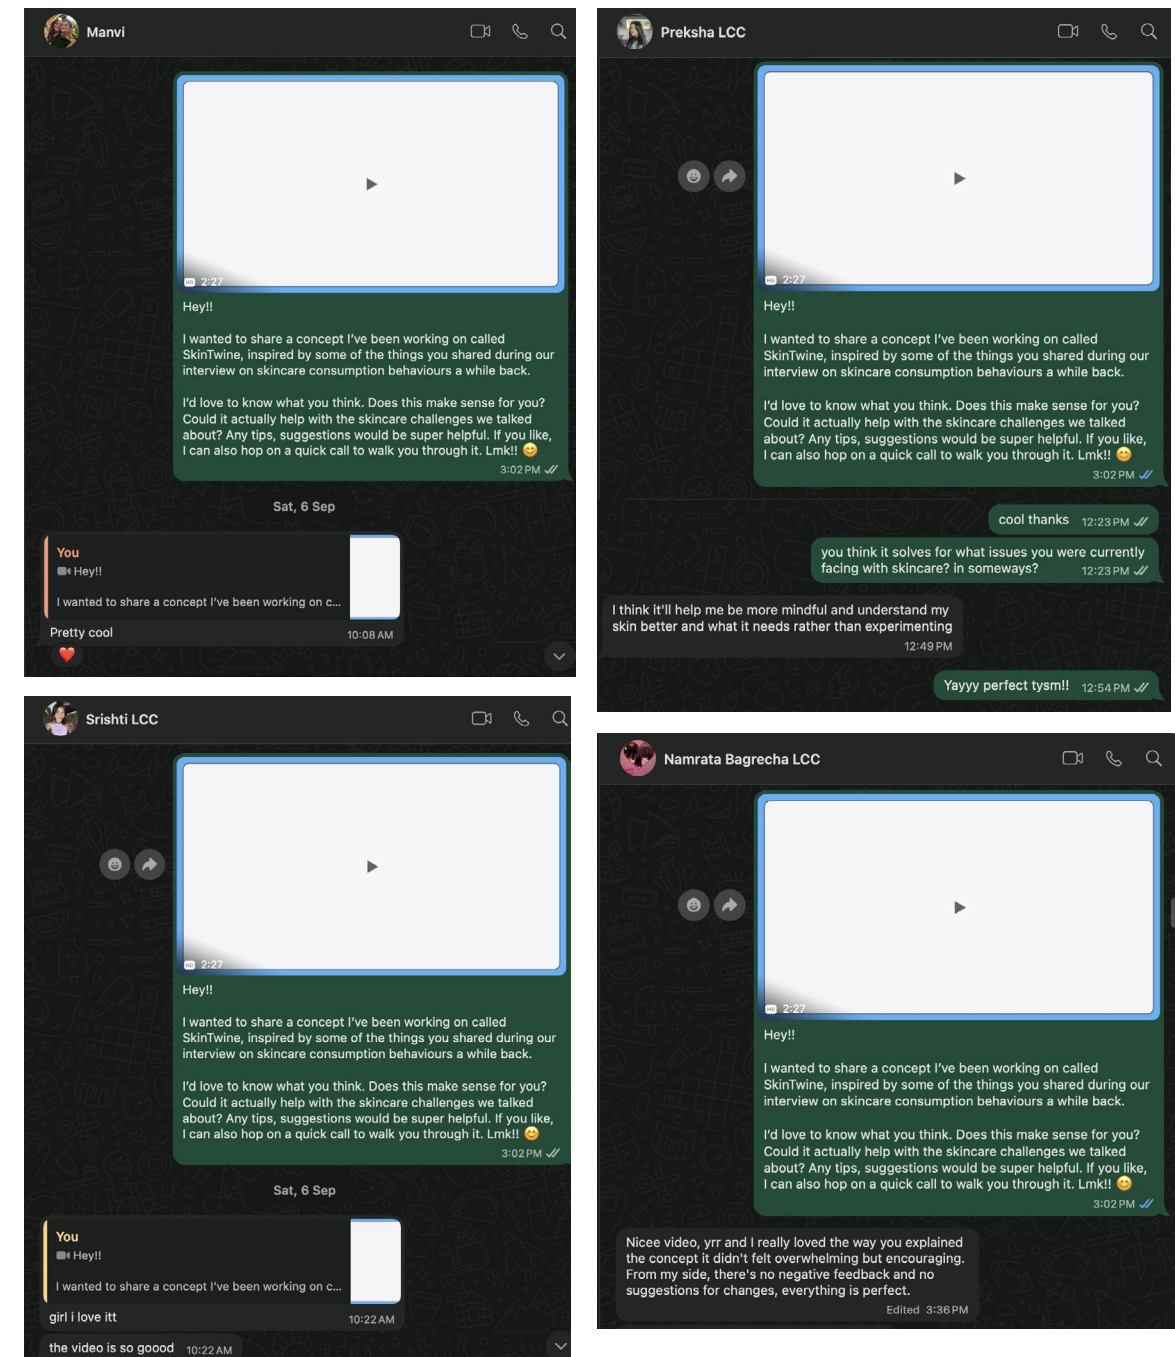 Manvi
2:27
Hey!!
I wanted to share a concept I've been working on called
SkinTwine, inspired by some of the things you shared during our
interview on skincare consumption behaviours a while back.
I'd love to know what you think. Does this make sense for you?
Could it actually help with the skincare challenges we talked
about? Any tips, suggestions would be super helpful. If you like,
I can also hop on a quick call to walk you through it. Lmk!! 😊
3:02 PM
Sat, 6 Sep
You
Hey!!
I wanted to share a concept I've been working on c...
Pretty cool
10:08 AM
❤️
Preksha LCC
2:27
Hey!!
I wanted to share a concept I've been working on called
SkinTwine, inspired by some of the things you shared during our
interview on skincare consumption behaviours a while back.
I'd love to know what you think. Does this make sense for you?
Could it actually help with the skincare challenges we talked
about? Any tips, suggestions would be super helpful. If you like,
I can also hop on a quick call to walk you through it. Lmk!! 😊
3:02 PM
cool thanks 12:23 PM
you think it solves for what issues you were currently
facing with skincare? in someways? 12:23 PM
I think it'll help me be more mindful and understand my
skin better and what it needs rather than experimenting
12:49 PM
Yayyy perfect tysm!! 12:54 PM
Srishti LCC
2:27
Hey!!
I wanted to share a concept I've been working on called
SkinTwine, inspired by some of the things you shared during our
interview on skincare consumption behaviours a while back.
I'd love to know what you think. Does this make sense for you?
Could it actually help with the skincare challenges we talked
about? Any tips, suggestions would be super helpful. If you like,
I can also hop on a quick call to walk you through it. Lmk!! 😊
3:02 PM
Sat, 6 Sep
You
Hey!!
I wanted to share a concept I've been working on c...
girl i love itt
10:22 AM
the video is so goood 10:22 AM
Namrata Bagrecha LCC
2:27
Hey!!
I wanted to share a concept I've been working on called
SkinTwine, inspired by some of the things you shared during our
interview on skincare consumption behaviours a while back.
I'd love to know what you think. Does this make sense for you?
Could it actually help with the skincare challenges we talked
about? Any tips, suggestions would be super helpful. If you like,
I can also hop on a quick call to walk you through it. Lmk!! 😊
3:02 PM
Nicee video, yrr and I really loved the way you explained
the concept it didn't felt overwhelming but encouraging.
From my side, there's no negative feedback and no
suggestions for changes, everything is perfect.
Edited 3:36 PM